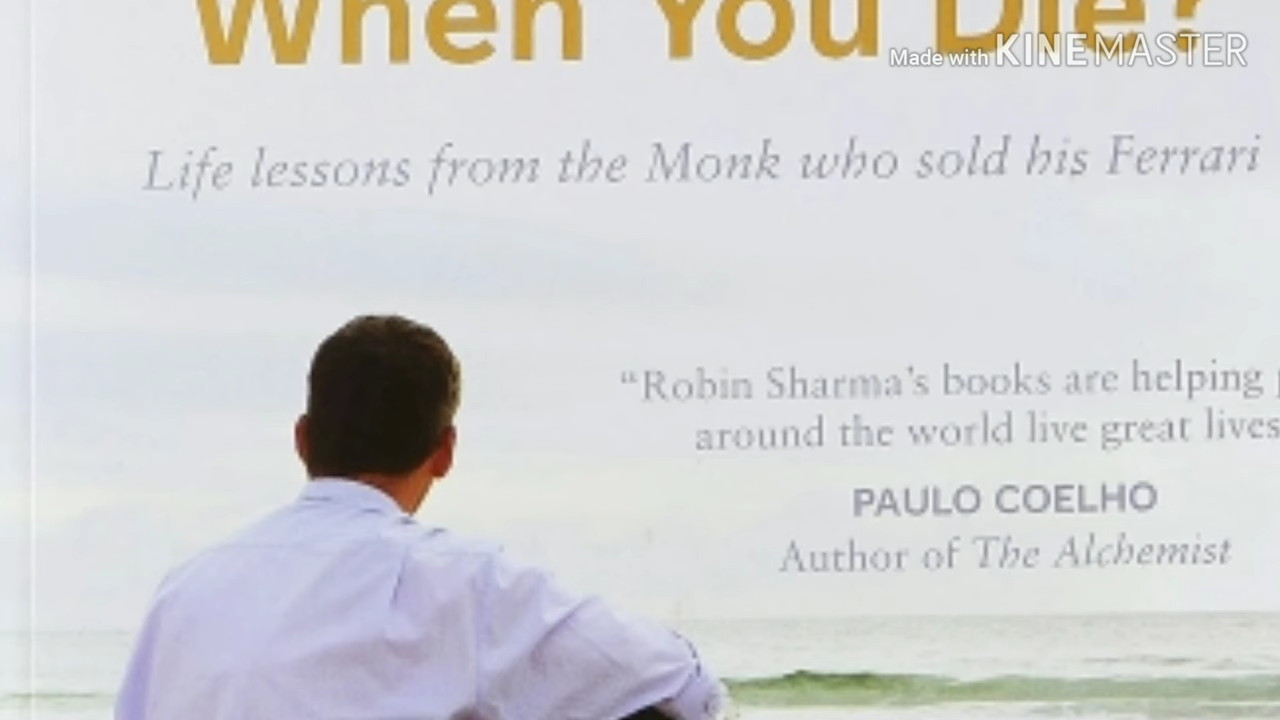 When You Die?
Made with KINEMASTER
Life lessons from the Monk who sold his Ferrari
“Robin Sharma’s books are helping
around the world live great lives
PAULO COELHO
Author of The Alchemist